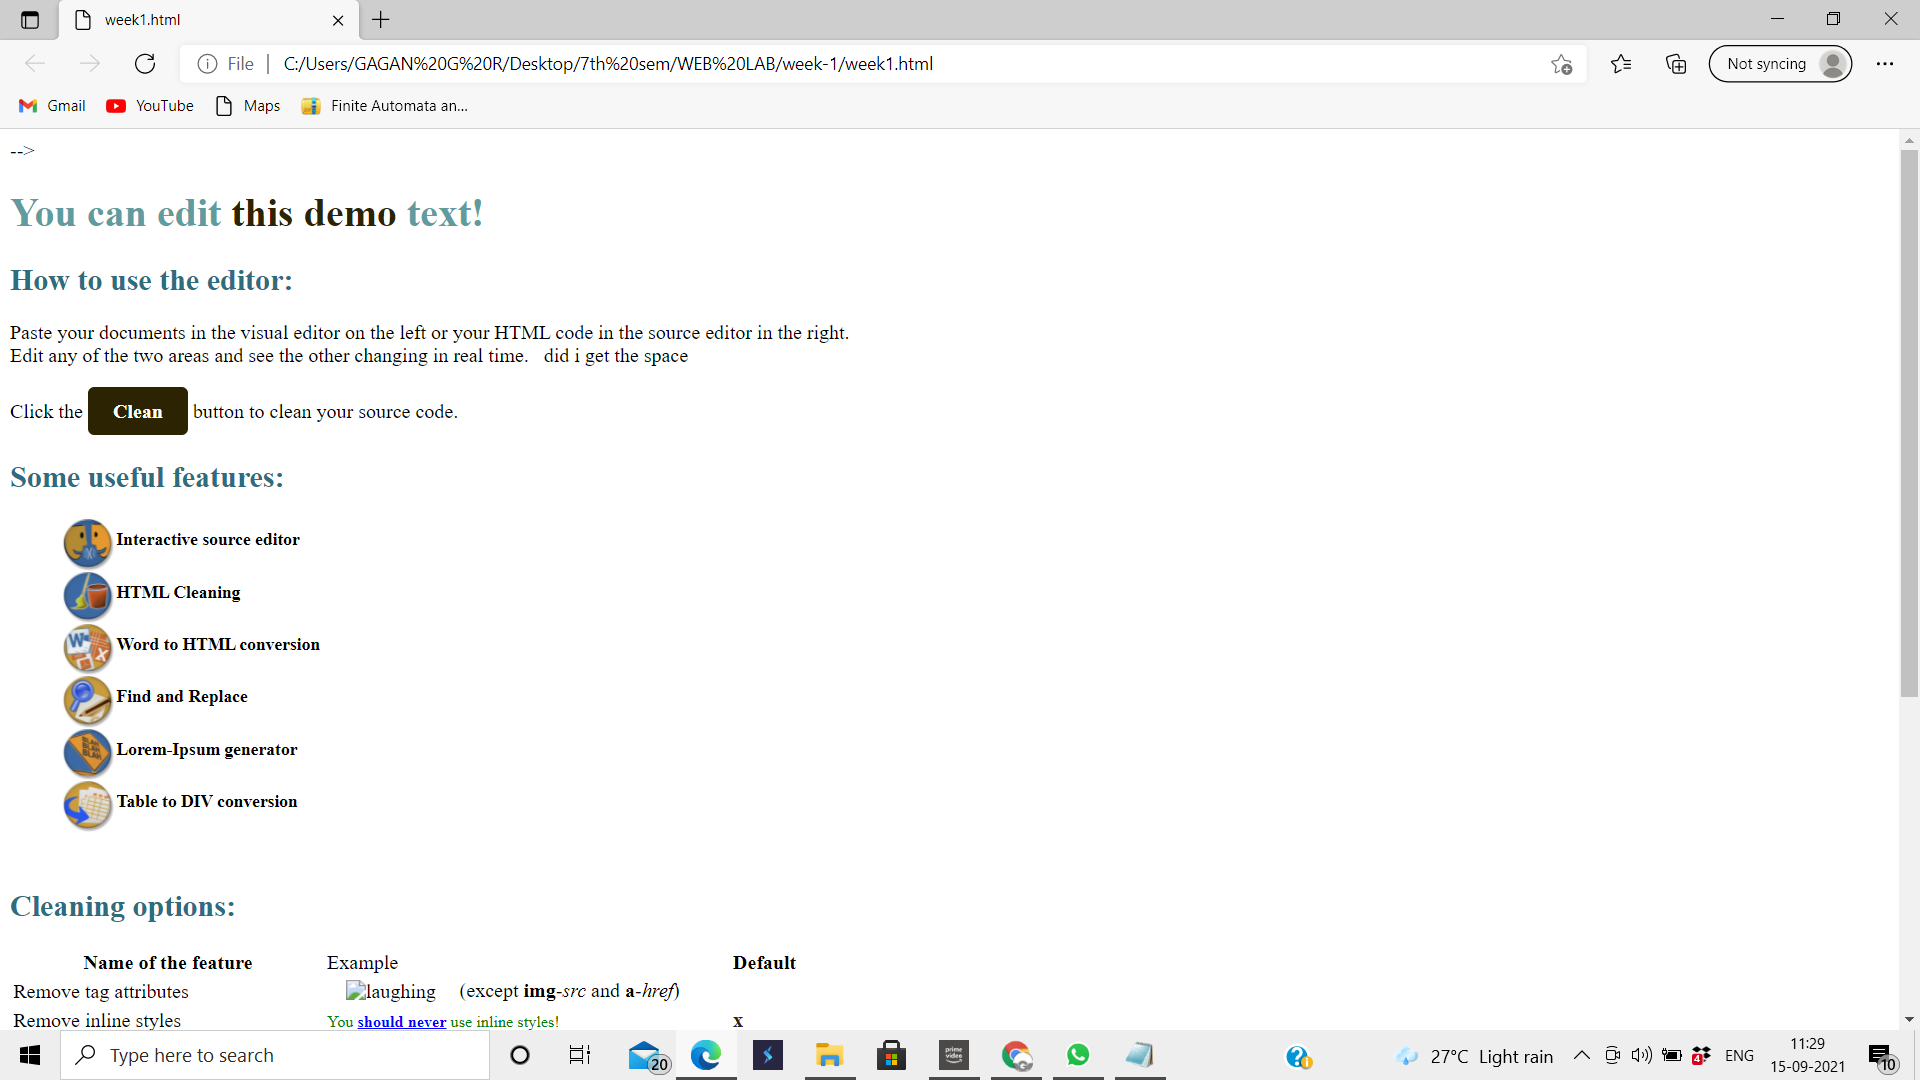 week1.html
File
C:/Users/GAGAN%20G%20R/Desktop/7th%20sem/WEB%20LAB/week-1/week1.html
Not syncing
Gmail YouTube Maps Finite Automata an...
-->
You can edit this demo text!
How to use the editor:
Paste your documents in the visual editor on the left or your HTML code in the source editor in the right.
Edit any of the two areas and see the other changing in real time.   did i get the space
Click the Clean button to clean your source code.
Some useful features:
Interactive source editor
HTML Cleaning
Word to HTML conversion
Find and Replace
Lorem-Ipsum generator
Table to DIV conversion
Cleaning options:
Name of the feature Example Default
Remove tag attributes laughing (except img-src and a-href)
Remove inline styles You should never use inline styles! x
Type here to search
20
prime video
27°C Light rain
4
ENG
11:29
15-09-2021
10